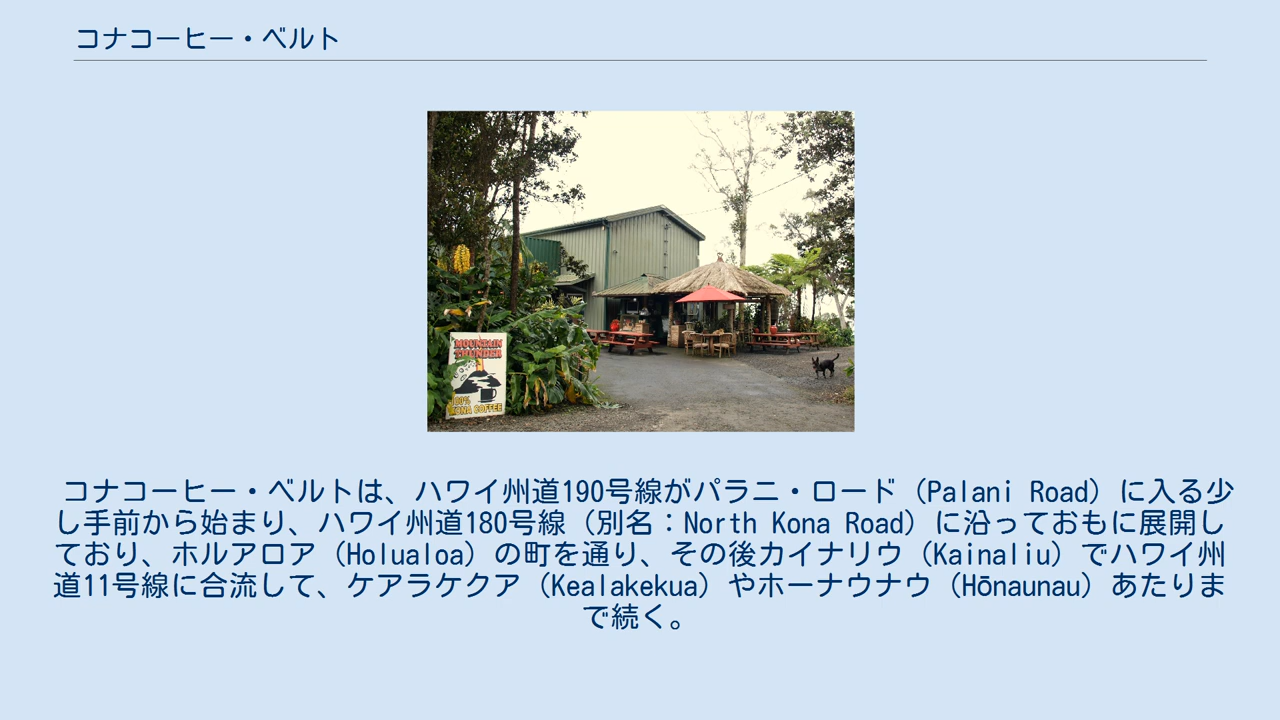 コナコーヒー・ベルト
MOUNTAIN
THUNDER
100%
KONA COFFEE
コナコーヒー・ベルトは、ハワイ州道190号線がパラニ・ロード（Palani Road）に入る少
し手前から始まり、ハワイ州道180号線（別名：North Kona Road）に沿っておもに展開し
ており、ホルアロア（Holualoa）の町を通り、その後カイナリウ（Kainaliu）でハワイ州
道11号線に合流して、ケアラケクア（Kealakekua）やホーナウナウ（Hōnaunau）あたりま
で続く。